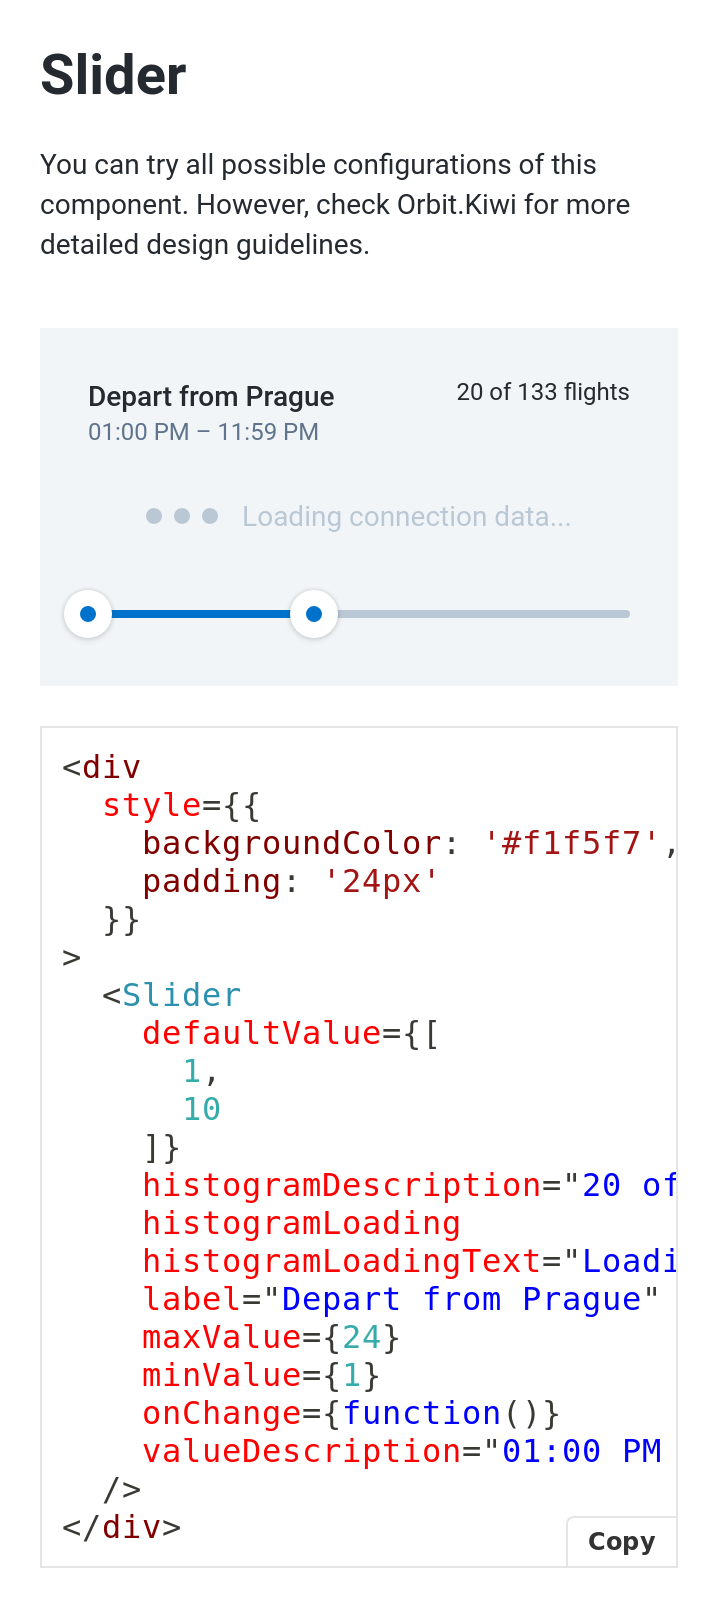 Slider
You can try all possible configurations of this
component. However, check Orbit.Kiwi for more
detailed design guidelines.
Depart from Prague
20 of 133 flights
01:00 PM – 11:59 PM
Loading connection data...
<div
  style={{
    backgroundColor: '#f1f5f7',
    padding: '24px'
  }}
>
  <Slider
    defaultValue={[
      1,
      10
    ]}
    histogramDescription="20 of
    histogramLoading
    histogramLoadingText="Loadi
    label="Depart from Prague"
    maxValue={24}
    minValue={1}
    onChange={function()}
    valueDescription="01:00 PM
  />
</div>
Copy